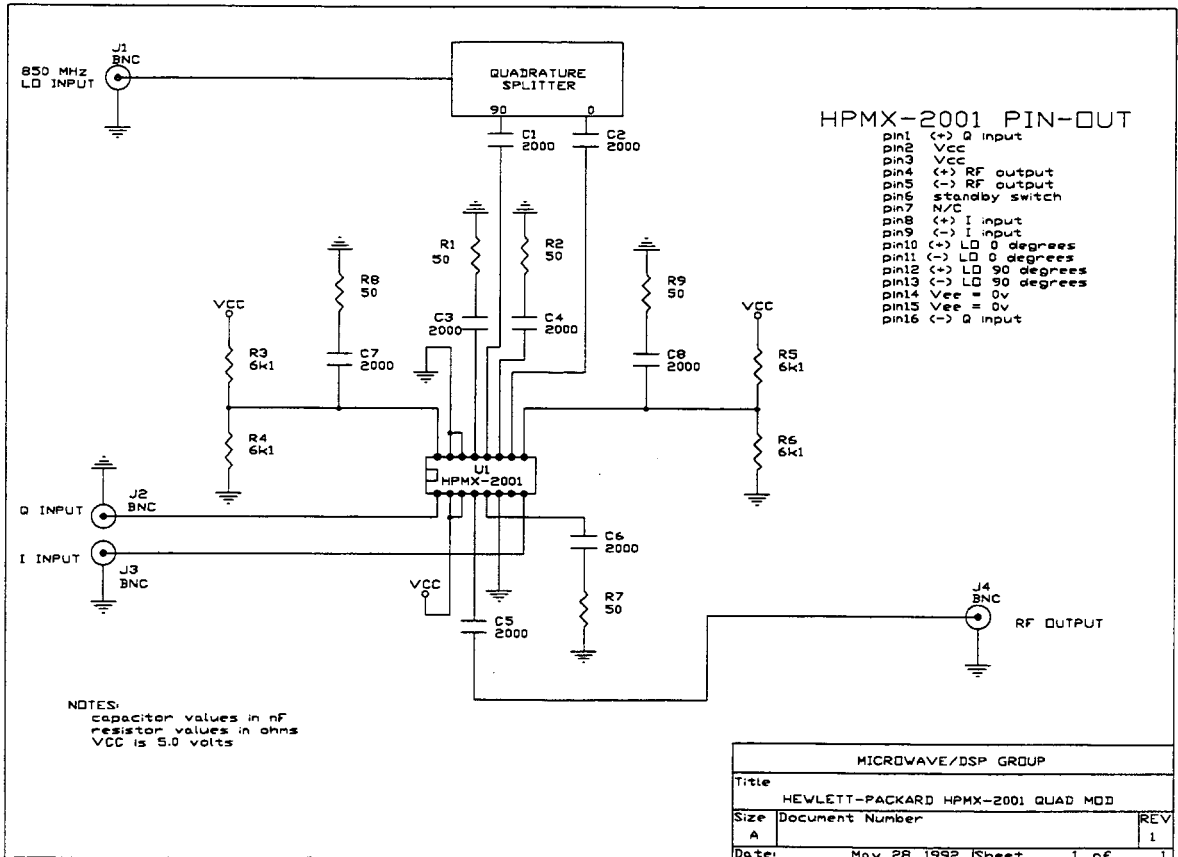 J1
BNC
850 MHz
LO INPUT
QUADRATURE
SPLITTER
90
0
C1
2000
C2
2000
HPMX-2001 PIN-OUT
pin1 (+) Q input
pin2 Vcc
pin3 Vcc
pin4 (+) RF output
pin5 (-) RF output
pin6 standby switch
pin7 N/C
pin8 (+) I input
pin9 (-) I input
pin10 (+) LO 0 degrees
pin11 (-) LO 0 degrees
pin12 (+) LO 90 degrees
pin13 (-) LO 90 degrees
pin14 Vee = 0v
pin15 Vee = 0v
pin16 (-) Q input
R1
50
R2
50
R8
50
R9
50
VCC
VCC
C3
2000
C4
2000
R3
6k1
C7
2000
C8
2000
R5
6k1
R4
6k1
R6
6k1
U1
HPMX-2001
Q INPUT
J2
BNC
I INPUT
J3
BNC
C6
2000
VCC
R7
50
C5
2000
J4
BNC
RF OUTPUT
NOTES:
capacitor values in nF
resistor values in ohms
VCC is 5.0 volts
MICROWAVE/DSP GROUP
Title
HEWLETT-PACKARD HPMX-2001 QUAD MOD
Size Document Number REV
A 1
Date: May 28, 1992 Sheet 1 of 1